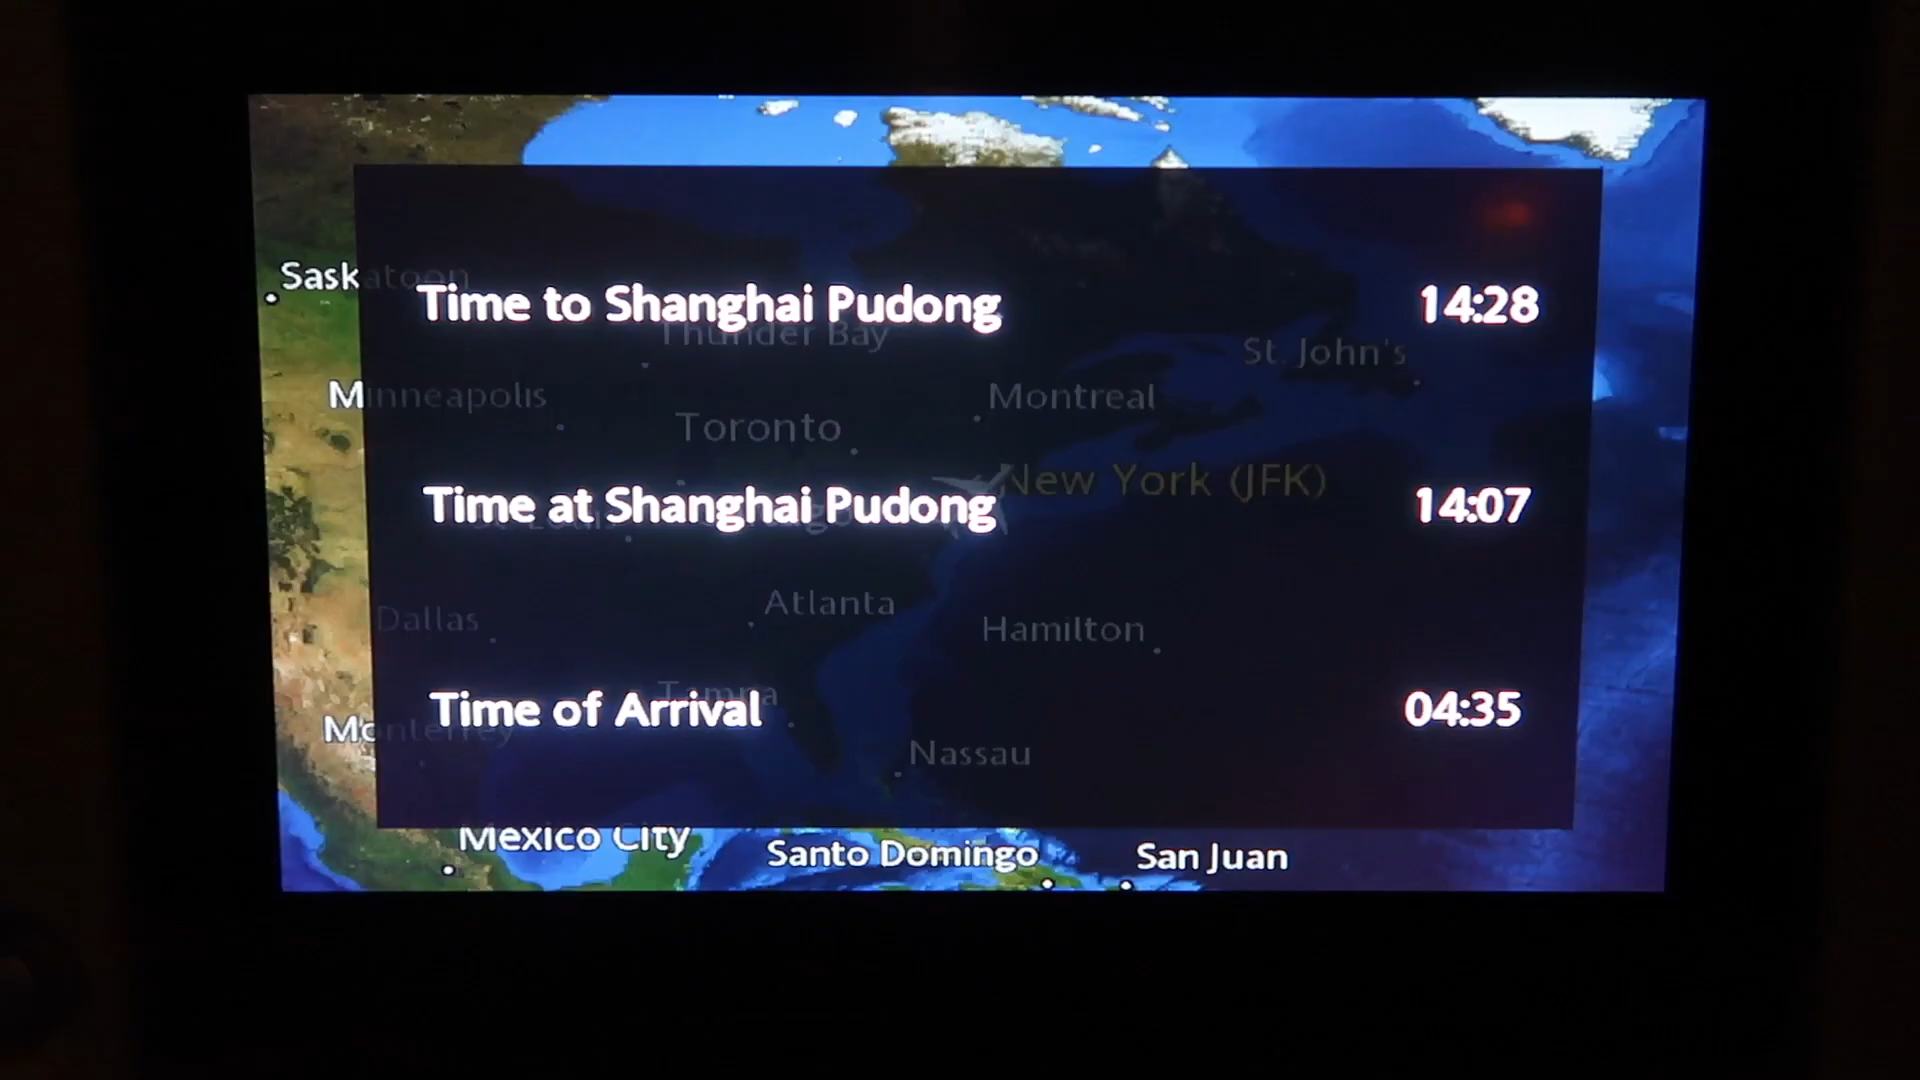 Saskatoon
Time to Shanghai Pudong 14:28
Thunder Bay
St. John's
Minneapolis
Montreal
Toronto
New York (JFK)
Time at Shanghai Pudong 14:07
Atlanta
Dallas
Hamilton
Tampa
Time of Arrival 04:35
Monterrey
Nassau
Mexico City
Santo Domingo
San Juan